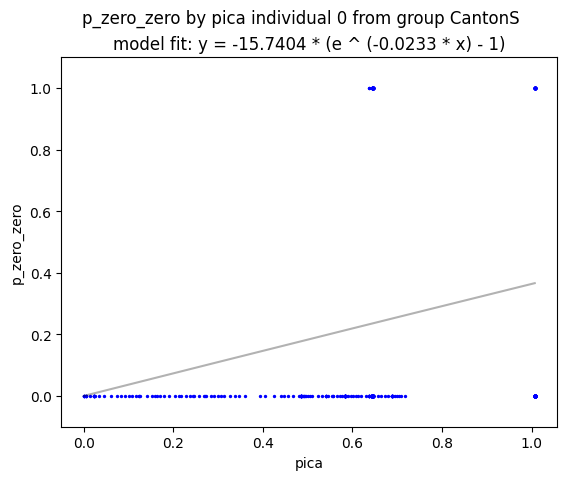 p_zero_zero by pica individual 0 from group CantonS
model fit: y = -15.7404 * (e ^ (-0.0233 * x) - 1)
1.0
0.8
0.6
0.4
0.2
0.0
p_zero_zero
0.0 0.2 0.4 0.6 0.8 1.0
pica